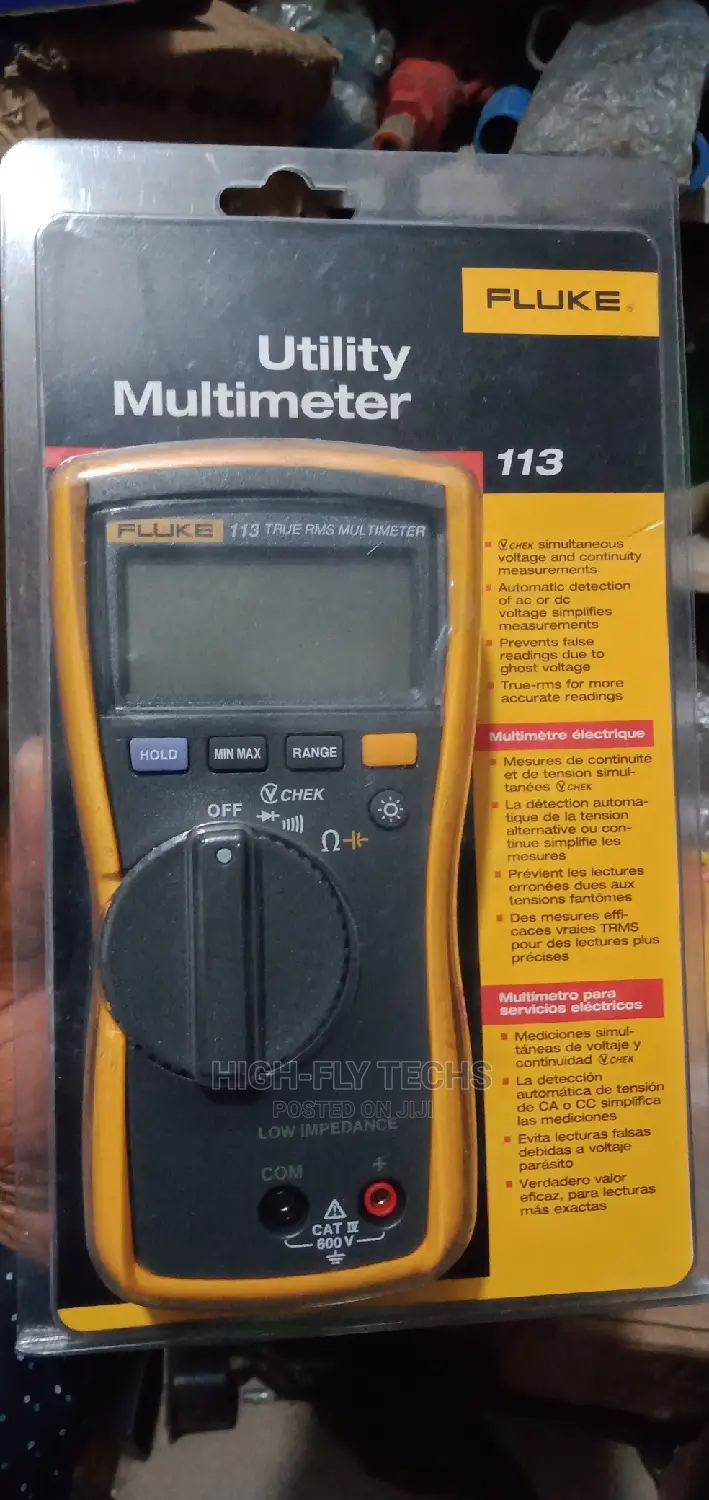 FLUKE®
Utility
Multimeter
113
FLUKE 113 TRUE RMS MULTIMETER
HOLD
MIN MAX
RANGE
V CHEK
OFF
Ω
LOW IMPEDANCE
COM
+
CAT IV
600V
V CHEK simultaneous
voltage and continuity
measurements
Automatic detection
of ac or dc
voltage simplifies
measurements
Prevents false
readings due to
ghost voltage
True-rms for more
accurate readings
Multimètre électrique
Mesures de continuité
et de tension simul-
tanées V CHEK
La détection automa-
tique de la tension
alternative ou con-
tinue simplifie les
mesures
Prévient les lectures
erronées dues aux
tensions fantômes
Des mesures effi-
caces vraies TRMS
pour des lectures plus
précises
Multímetro para
servicios eléctricos
Mediciones simul-
táneas de voltaje y
continuidad V CHEK
La detección
automática de tensión
de CA o CC simplifica
las mediciones
Evita lecturas falsas
debidas a voltaje
parásito
Verdadero valor
eficaz, para lecturas
más exactas
HIGH-FLY TECHS
POSTED ON JIJI